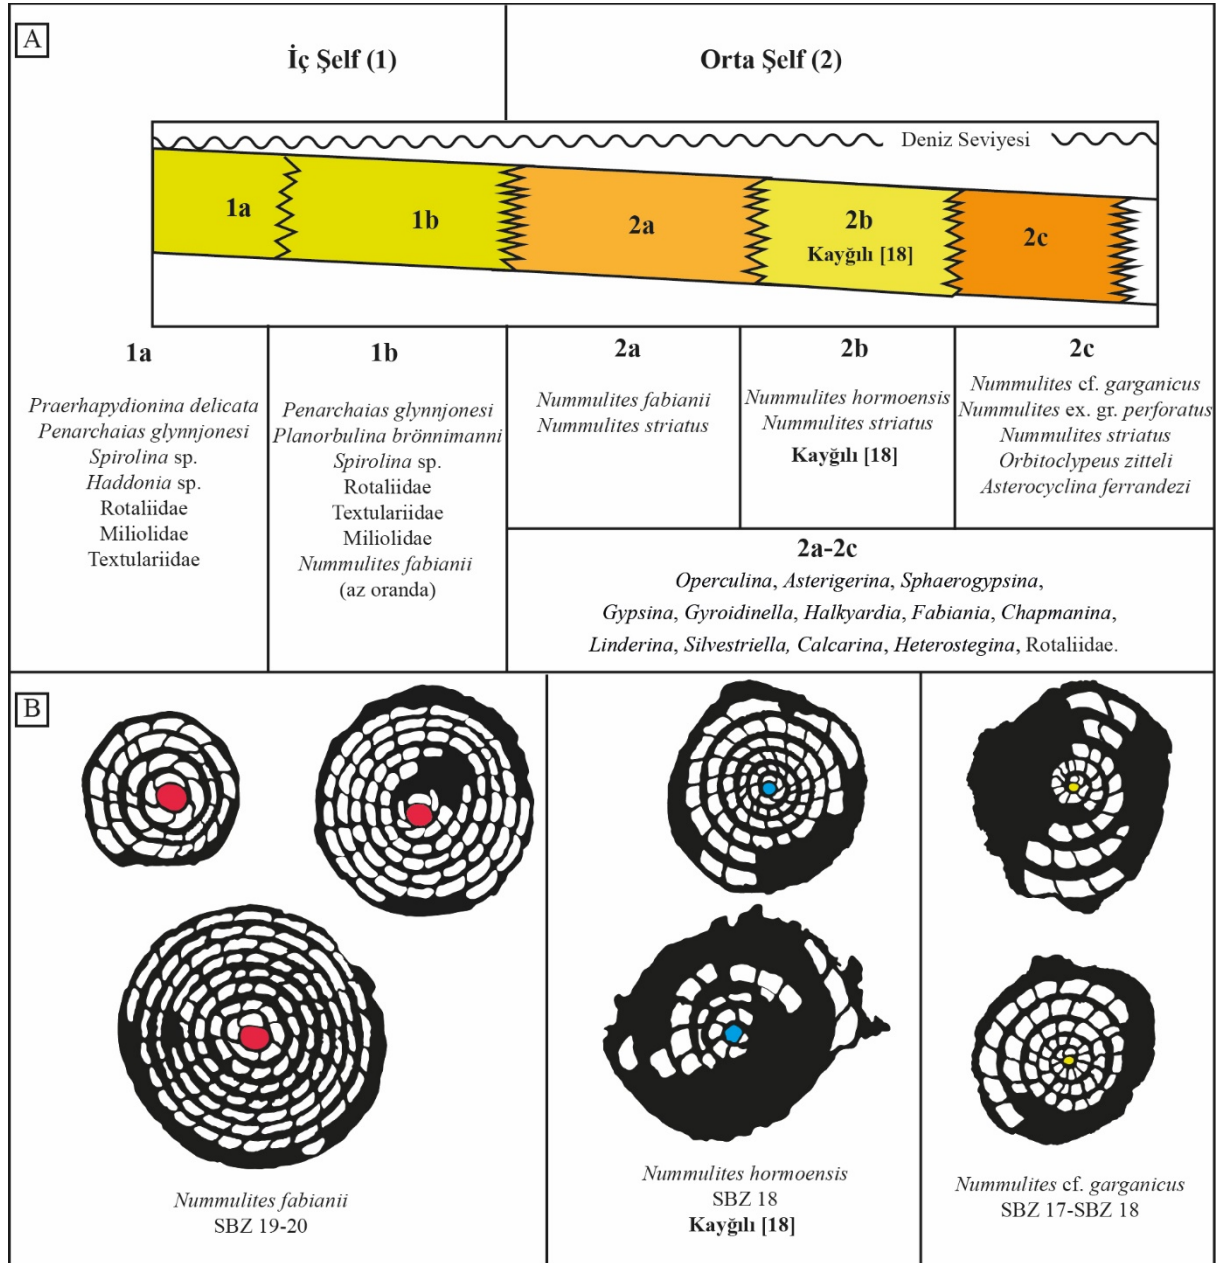 A
İç Şelf (1)
Orta Şelf (2)
Deniz Seviyesi
1a
1b
2a
2b
Kayğılı [18]
2c
1a
Praerhapydionina delicata
Penarchaias glynnjonesi
Spirolina sp.
Haddonia sp.
Rotaliidae
Miliolidae
Textulariidae
1b
Penarchaias glynnjonesi
Planorbulina brönnimanni
Spirolina sp.
Rotaliidae
Textulariidae
Miliolidae
Nummulites fabianii
(az oranda)
2a
Nummulites fabianii
Nummulites striatus
2b
Nummulites hormoensis
Nummulites striatus
Kayğılı [18]
2c
Nummulites cf. garganicus
Nummulites ex. gr. perforatus
Nummulites striatus
Orbitoclypeus zitteli
Asterocyclina ferrandezi
2a-2c
Operculina, Asterigerina, Sphaerogypsina,
Gypsina, Gyroidinella, Halkyardia, Fabiania, Chapmanina,
Linderina, Silvestriella, Calcarina, Heterostegina, Rotaliidae.
B
Nummulites fabianii
SBZ 19-20
Nummulites hormoensis
SBZ 18
Kayğılı [18]
Nummulites cf. garganicus
SBZ 17-SBZ 18